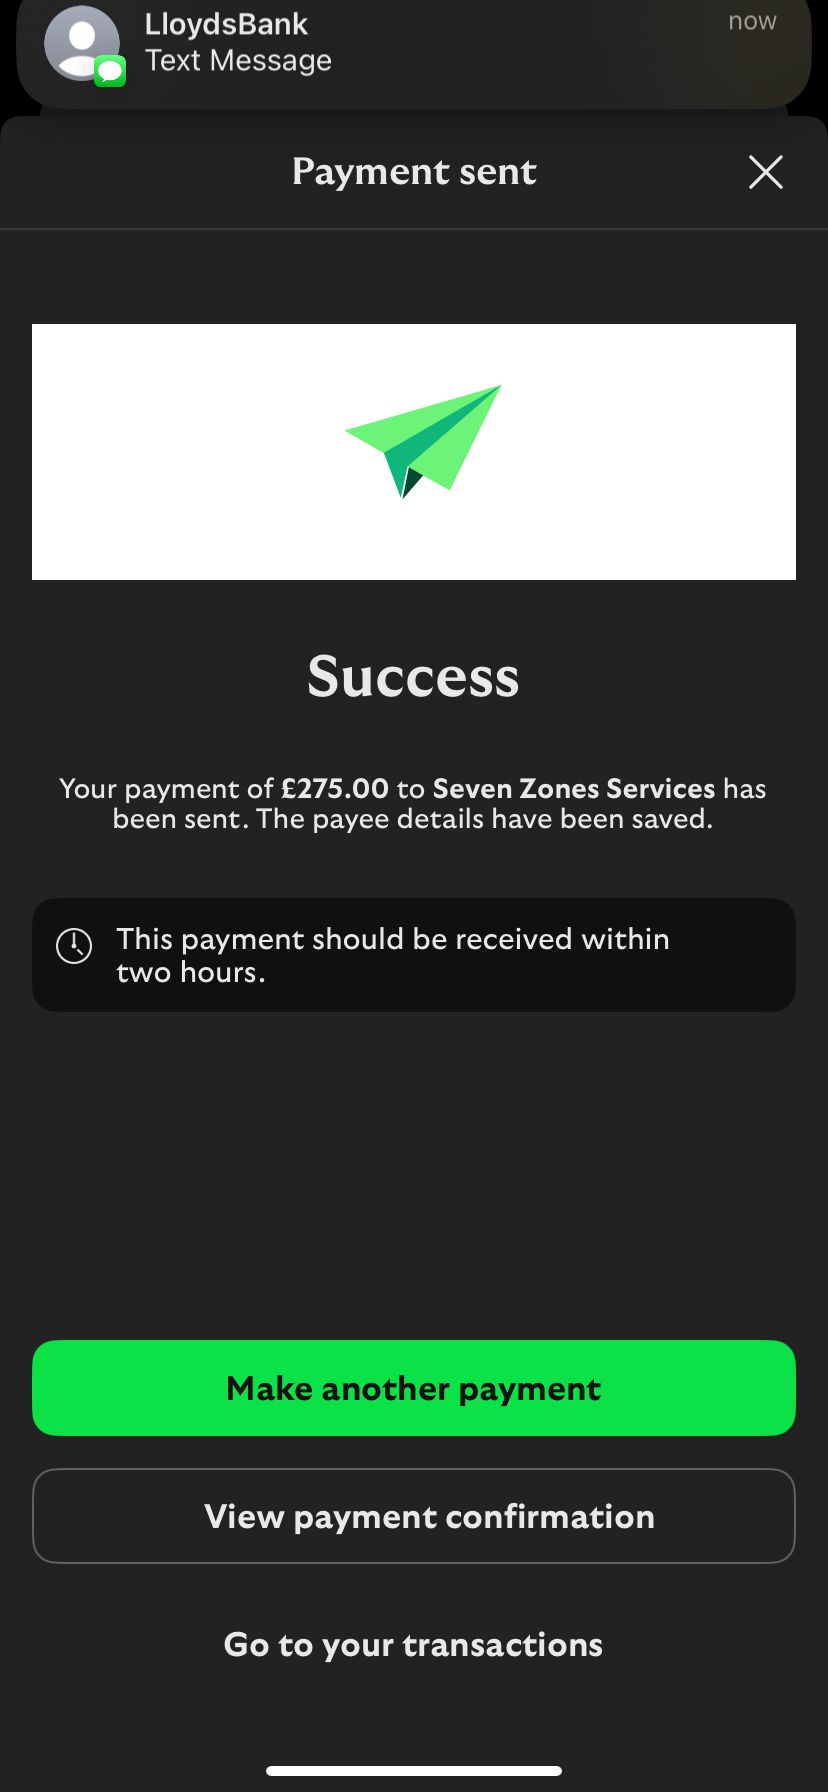 LloydsBank
now
Text Message
Payment sent
Success
Your payment of £275.00 to Seven Zones Services has
been sent. The payee details have been saved.
This payment should be received within
two hours.
Make another payment
View payment confirmation
Go to your transactions